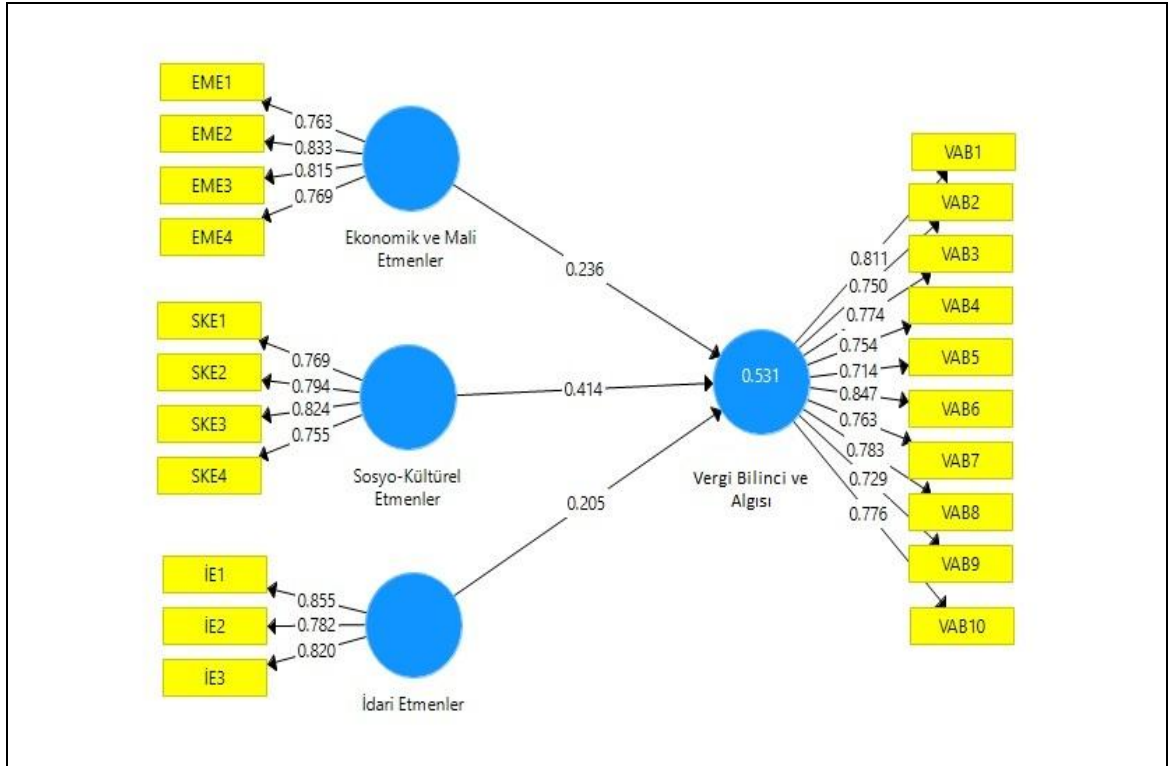 EME1
EME2
EME3
EME4
0.763
0.833
0.815
0.769
Ekonomik ve Mali
Etmenler
0.236
SKE1
SKE2
SKE3
SKE4
0.769
0.794
0.824
0.755
Sosyo-Kültürel
Etmenler
0.414
İE1
İE2
İE3
0.855
0.782
0.820
İdari Etmenler
0.205
0.531
Vergi Bilinci ve
Algısı
0.811
0.750
0.774
0.754
0.714
0.847
0.763
0.783
0.729
0.776
VAB1
VAB2
VAB3
VAB4
VAB5
VAB6
VAB7
VAB8
VAB9
VAB10